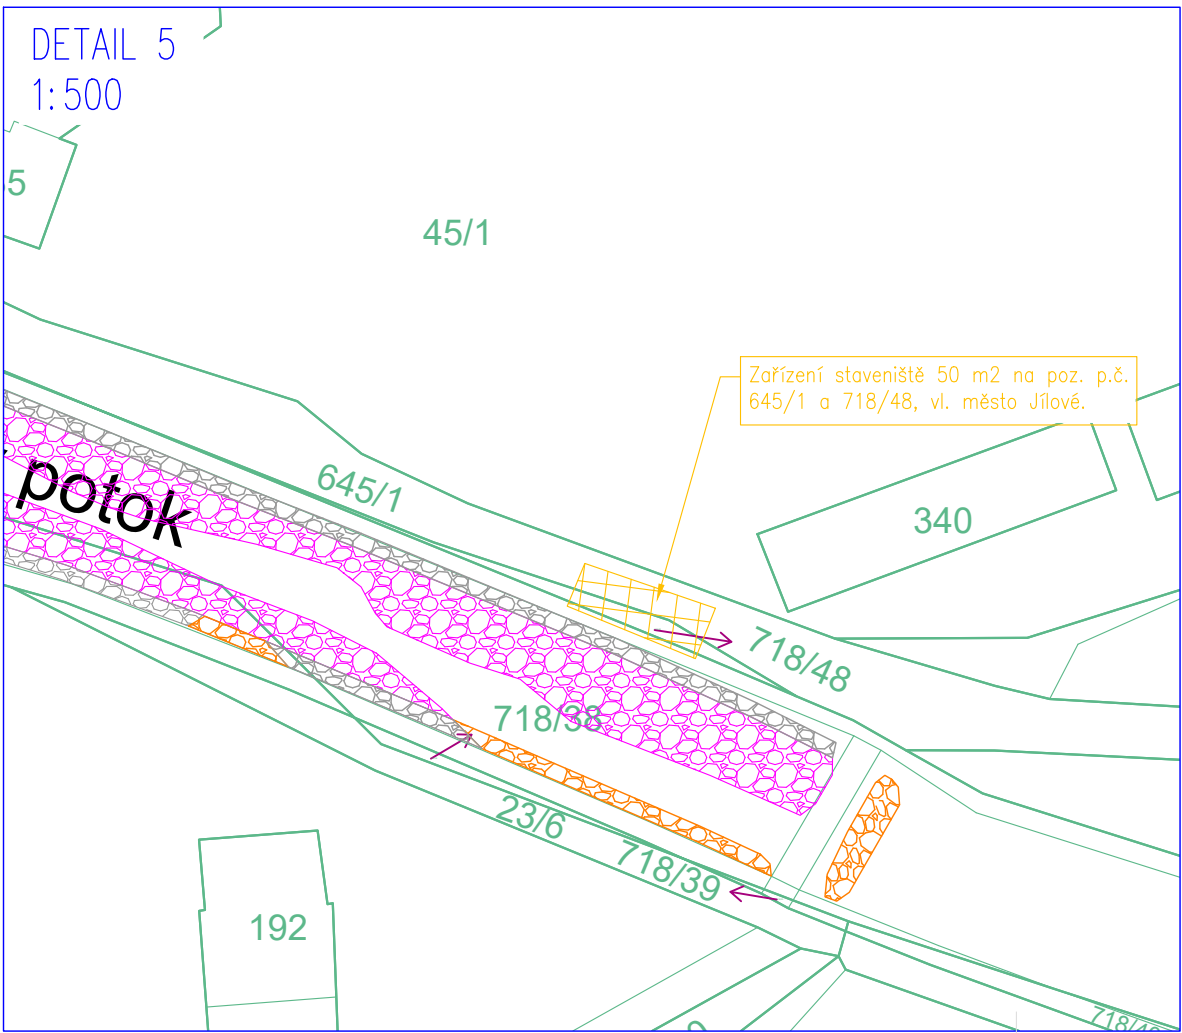 DETAIL 5
1:500
45/1
Zařízení staveniště 50 m2 na poz. p.č.
645/1 a 718/48, vl. město Jílové.
potok
645/1
340
718/48
718/38
23/6
718/39
192